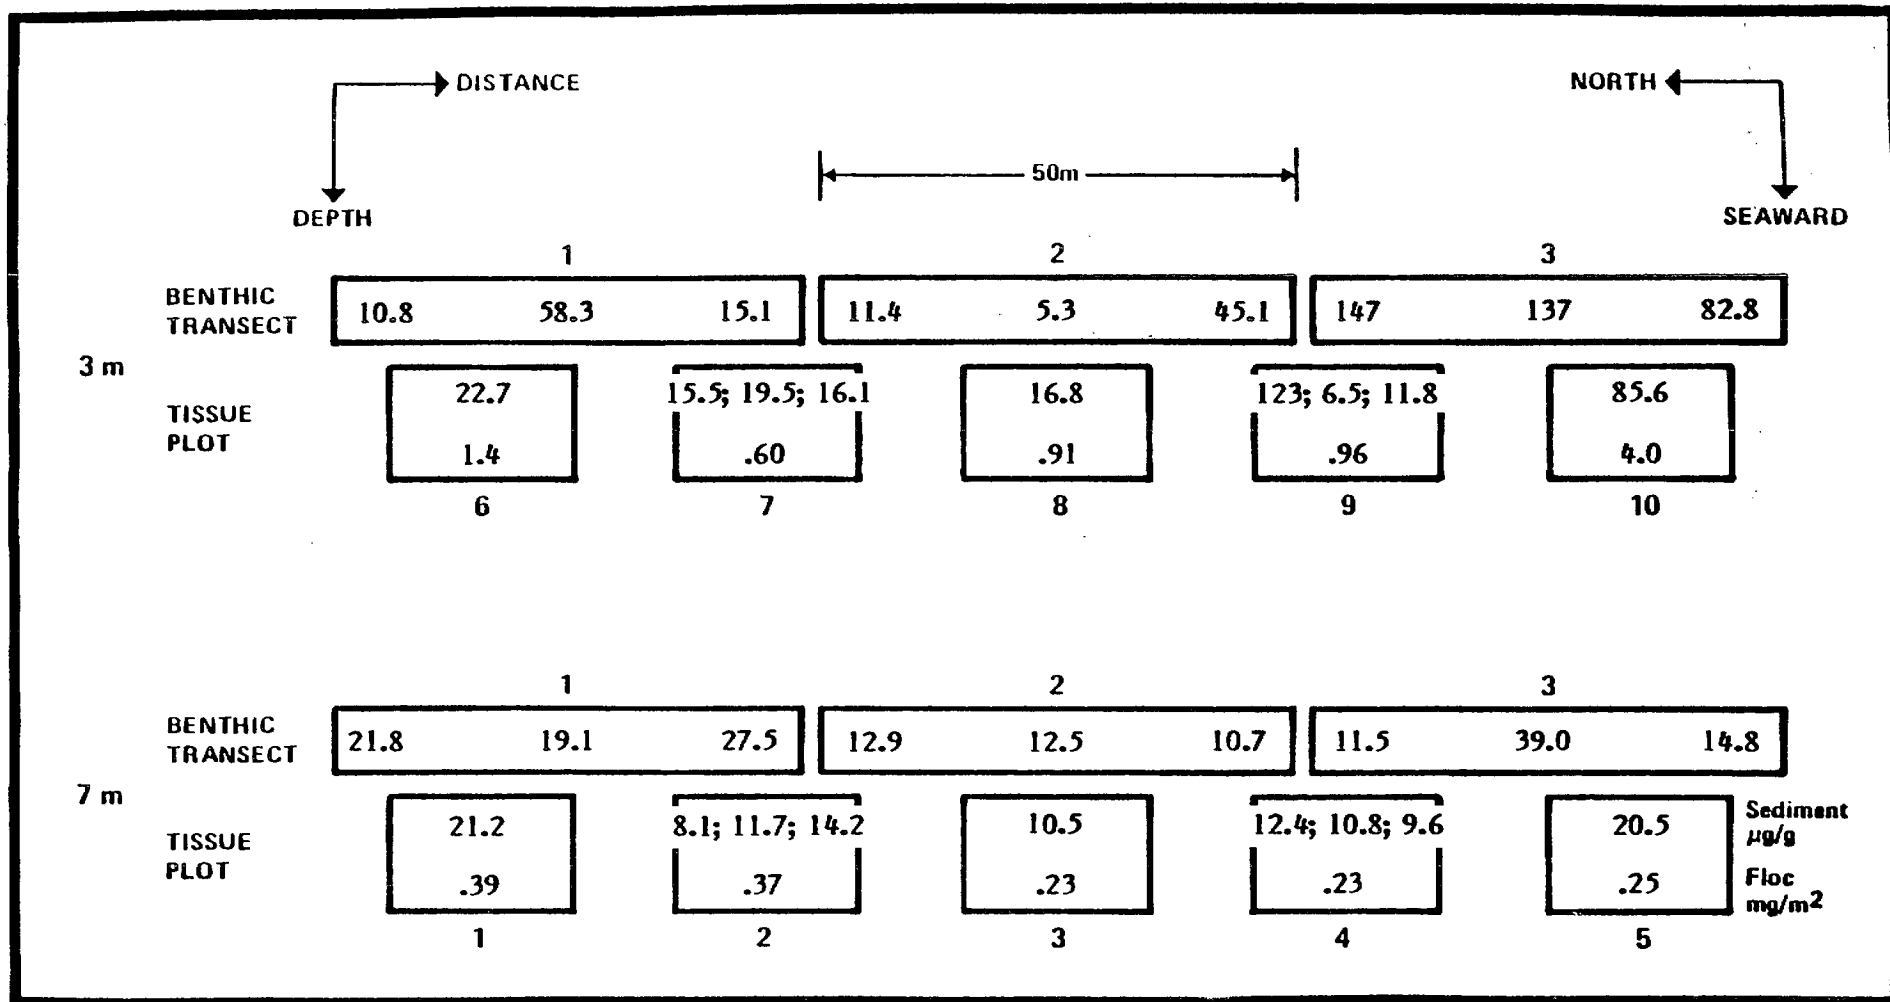 DISTANCE
NORTH
50m
DEPTH
SEAWARD
1 2 3
BENTHIC
TRANSECT
10.8 58.3 15.1 11.4 5.3 45.1 147 137 82.8
3 m
TISSUE
PLOT
22.7 15.5; 19.5; 16.1 16.8 123; 6.5; 11.8 85.6
1.4 .60 .91 .96 4.0
6 7 8 9 10
1 2 3
BENTHIC
TRANSECT
21.8 19.1 27.5 12.9 12.5 10.7 11.5 39.0 14.8
7 m
TISSUE
PLOT
21.2 8.1; 11.7; 14.2 10.5 12.4; 10.8; 9.6 20.5
Sediment
µg/g
.39 .37 .23 .23 .25
Floc
mg/m²
1 2 3 4 5